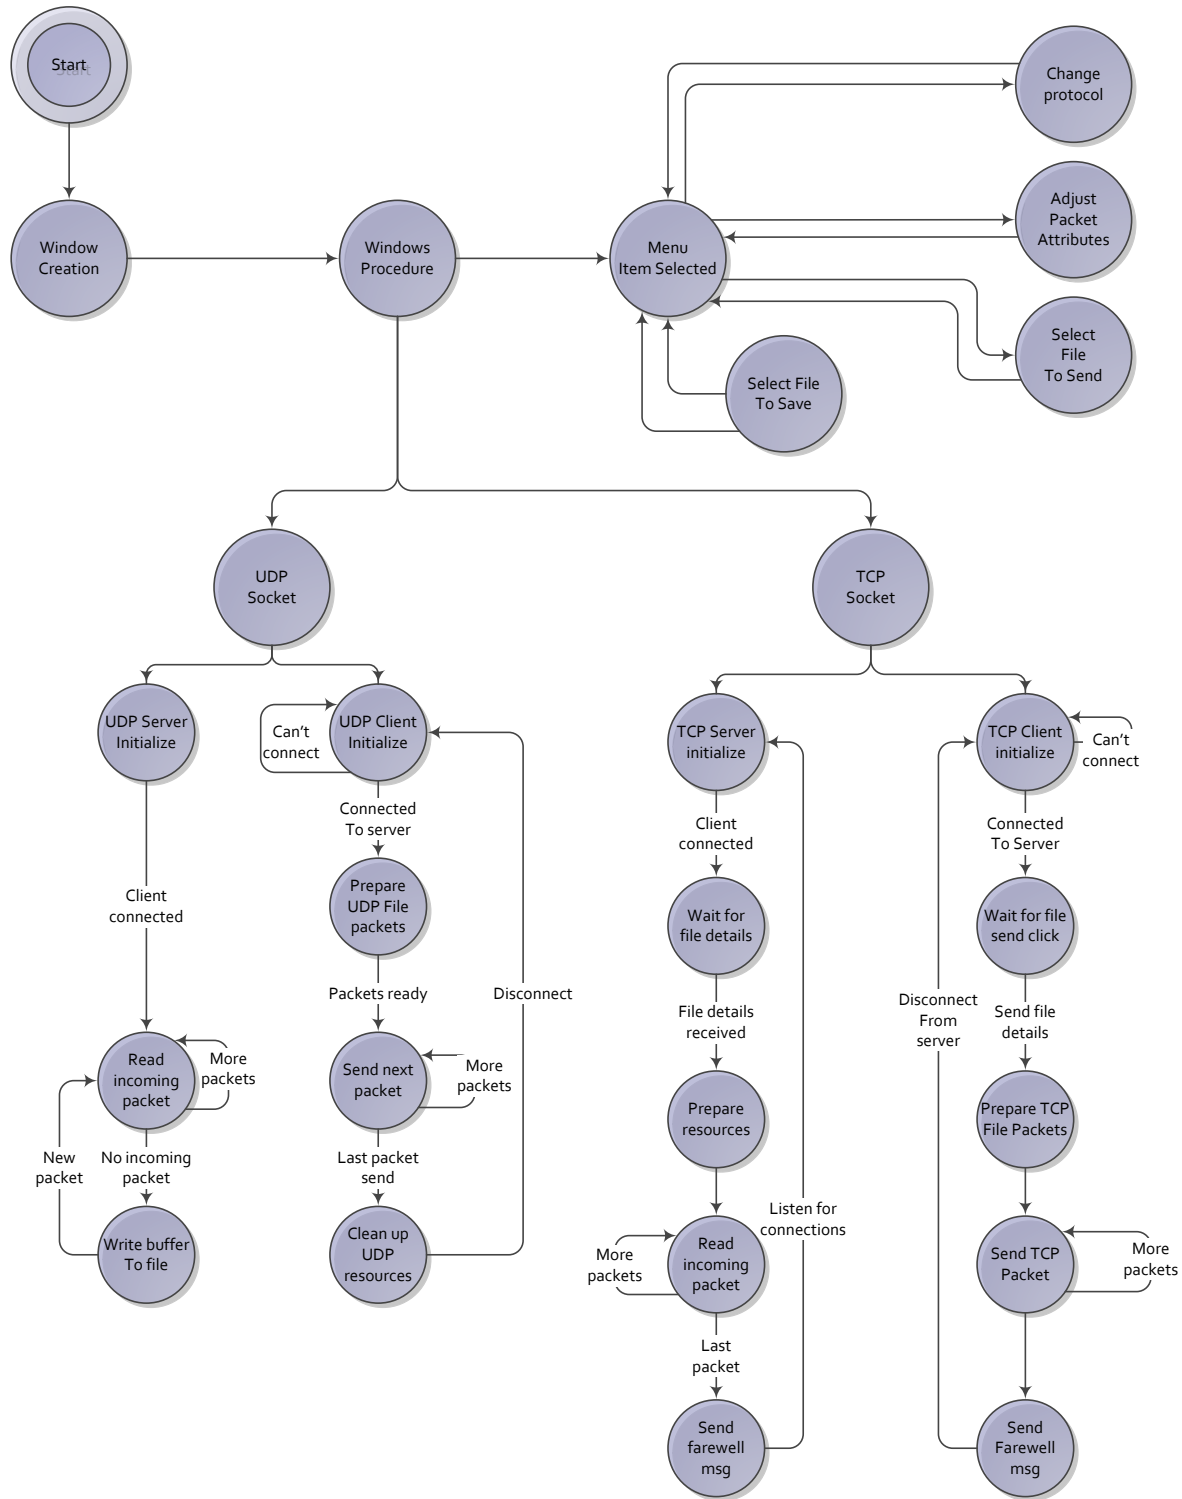 Start
Start
Change
protocol
Window
Creation
Windows
Procedure
Menu
Item Selected
Adjust
Packet
Attributes
Select
File
To Send
Select File
To Save
UDP
Socket
TCP
Socket
UDP Server
Initialize
Can't
connect
UDP Client
Initialize
TCP Server
initialize
TCP Client
initialize
Can't
connect
Connected
To server
Client
connected
Connected
To Server
Client
connected
Prepare
UDP File
packets
Wait for
file details
Wait for file
send click
Packets ready
Disconnect
File details
received
Disconnect
From
server
Send file
details
Read
incoming
packet
More
packets
Send next
packet
More
packets
Prepare
resources
Prepare TCP
File Packets
New
packet
No incoming
packet
Last packet
send
Listen for
connections
Write buffer
To file
Clean up
UDP
resources
More
packets
Read
incoming
packet
Send TCP
Packet
More
packets
Last
packet
Send
farewell
msg
Send
Farewell
msg